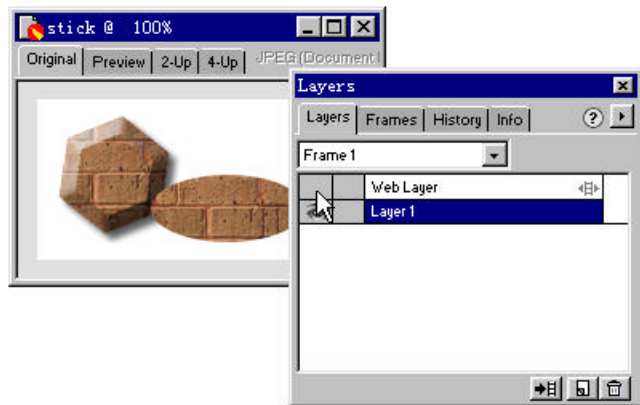 stick @ 100%
Original Preview 2-Up 4-Up JPEG (Document
Layers
Layers Frames History Info
Frame 1
Web Layer
Layer 1